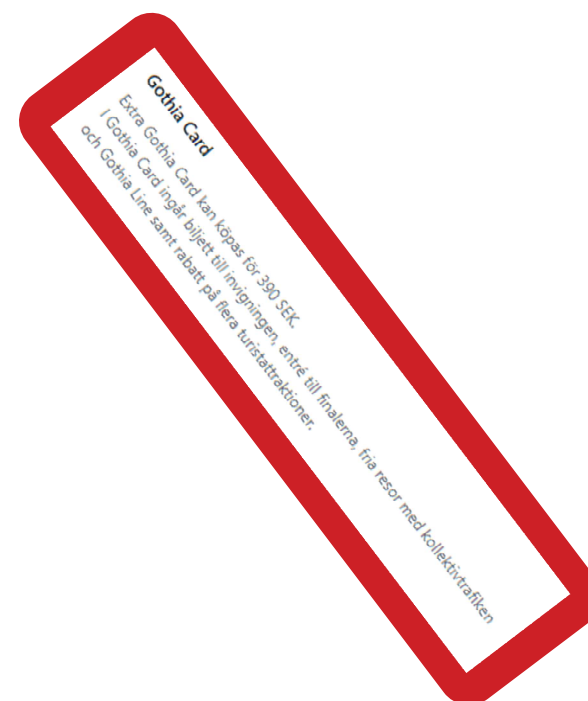 Gothia Card
Extra Gothia Card kan köpas för 390 SEK.
I Gothia Card ingår biljett till invigningen, entré till finalerna, fria resor med kollektivtrafiken
och Gothia Line samt rabatt på flera turistattraktioner.